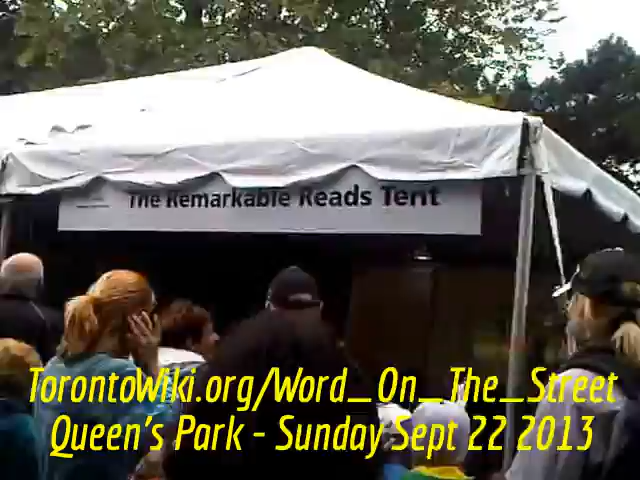 The Remarkable Reads Tent
TorontoWiki.org/Word_On_The_Street
Queen's Park - Sunday Sept 22 2013